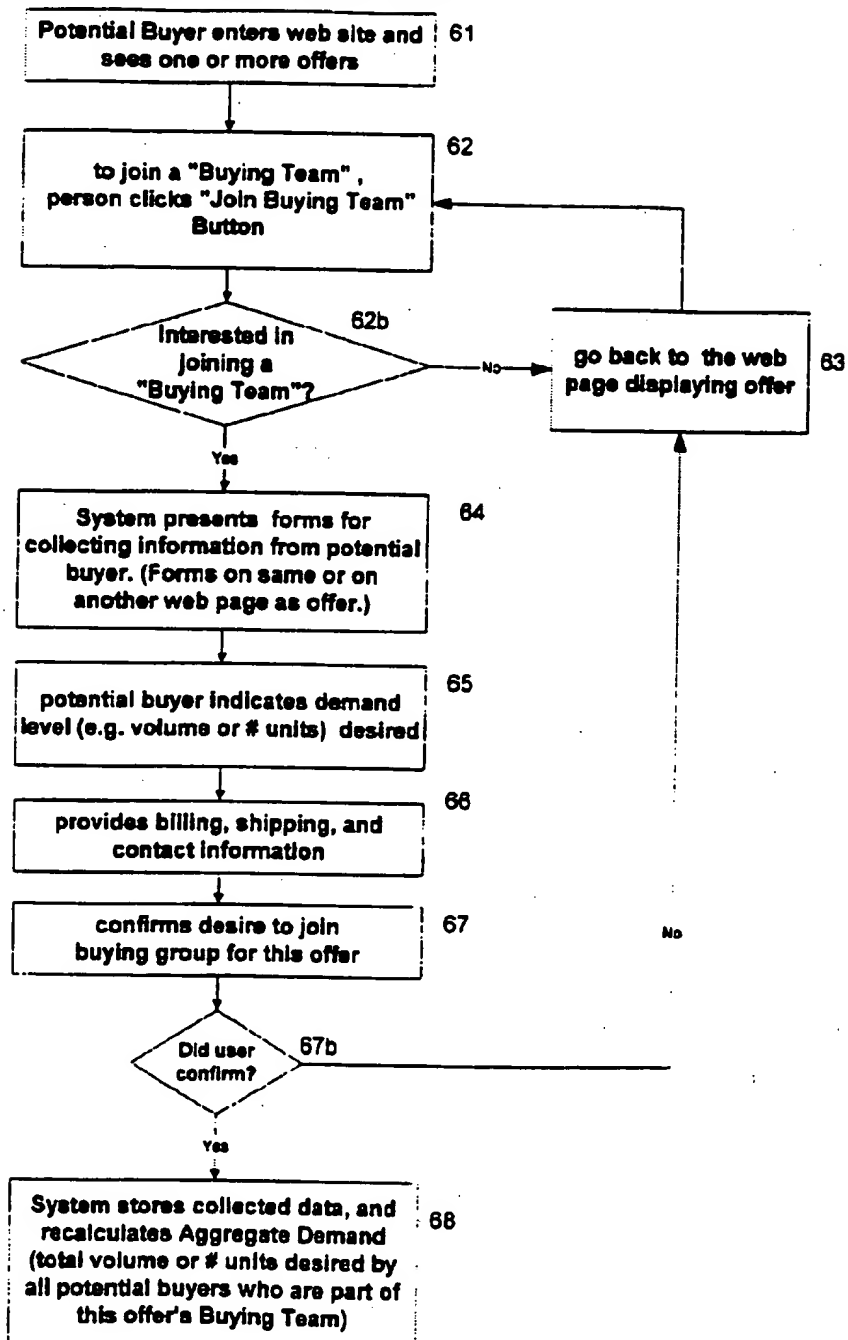 Potential Buyer enters web site and
sees one or more offers
61
to join a "Buying Team" ,
person clicks "Join Buying Team"
Button
62
Interested in
joining a
"Buying Team"?
62b
No
go back to the web
page displaying offer
63
Yes
System presents forms for
collecting information from potential
buyer. (Forms on same or on
another web page as offer.)
64
potential buyer indicates demand
level (e.g. volume or # units) desired
65
provides billing, shipping, and
contact information
66
confirms desire to join
buying group for this offer
67
No
Did user
confirm?
67b
Yes
System stores collected data, and
recalculates Aggregate Demand
(total volume or # units desired by
all potential buyers who are part of
this offer's Buying Team)
68